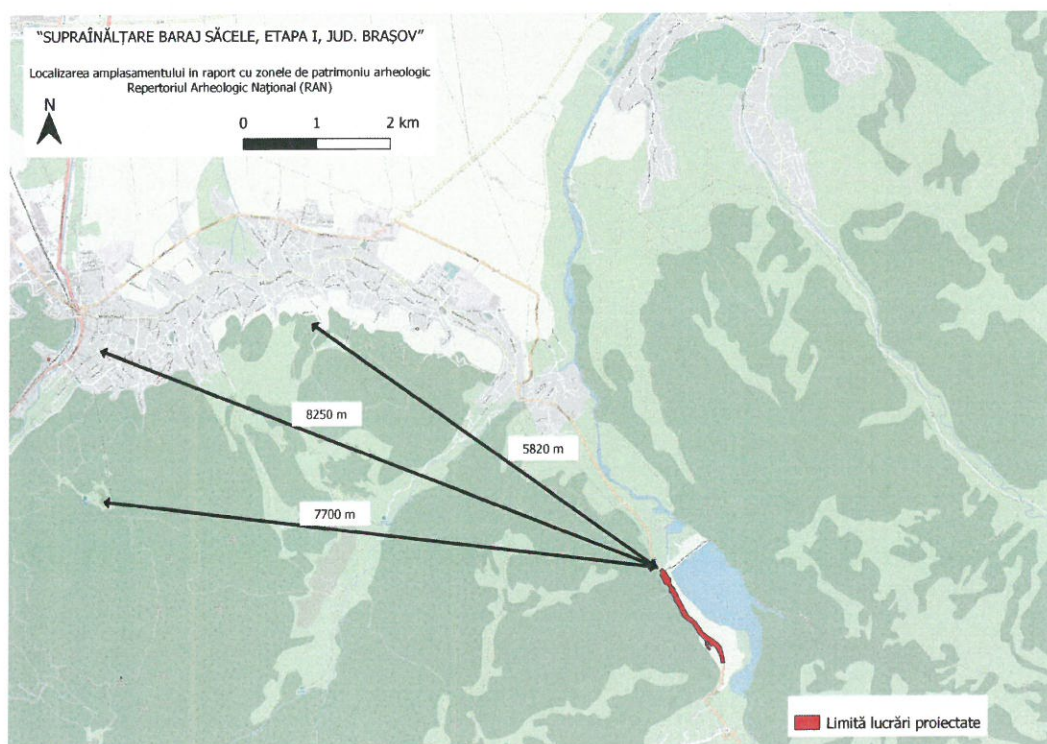 "SUPRAÎNĂLȚARE BARAJ SĂCELE, ETAPA I, JUD. BRAȘOV"
Localizarea amplasamentului in raport cu zonele de patrimoniu arheologic
Repertoriul Arheologic Național (RAN)
N
0 1 2 km
8250 m
5820 m
7700 m
Limită lucrări proiectate